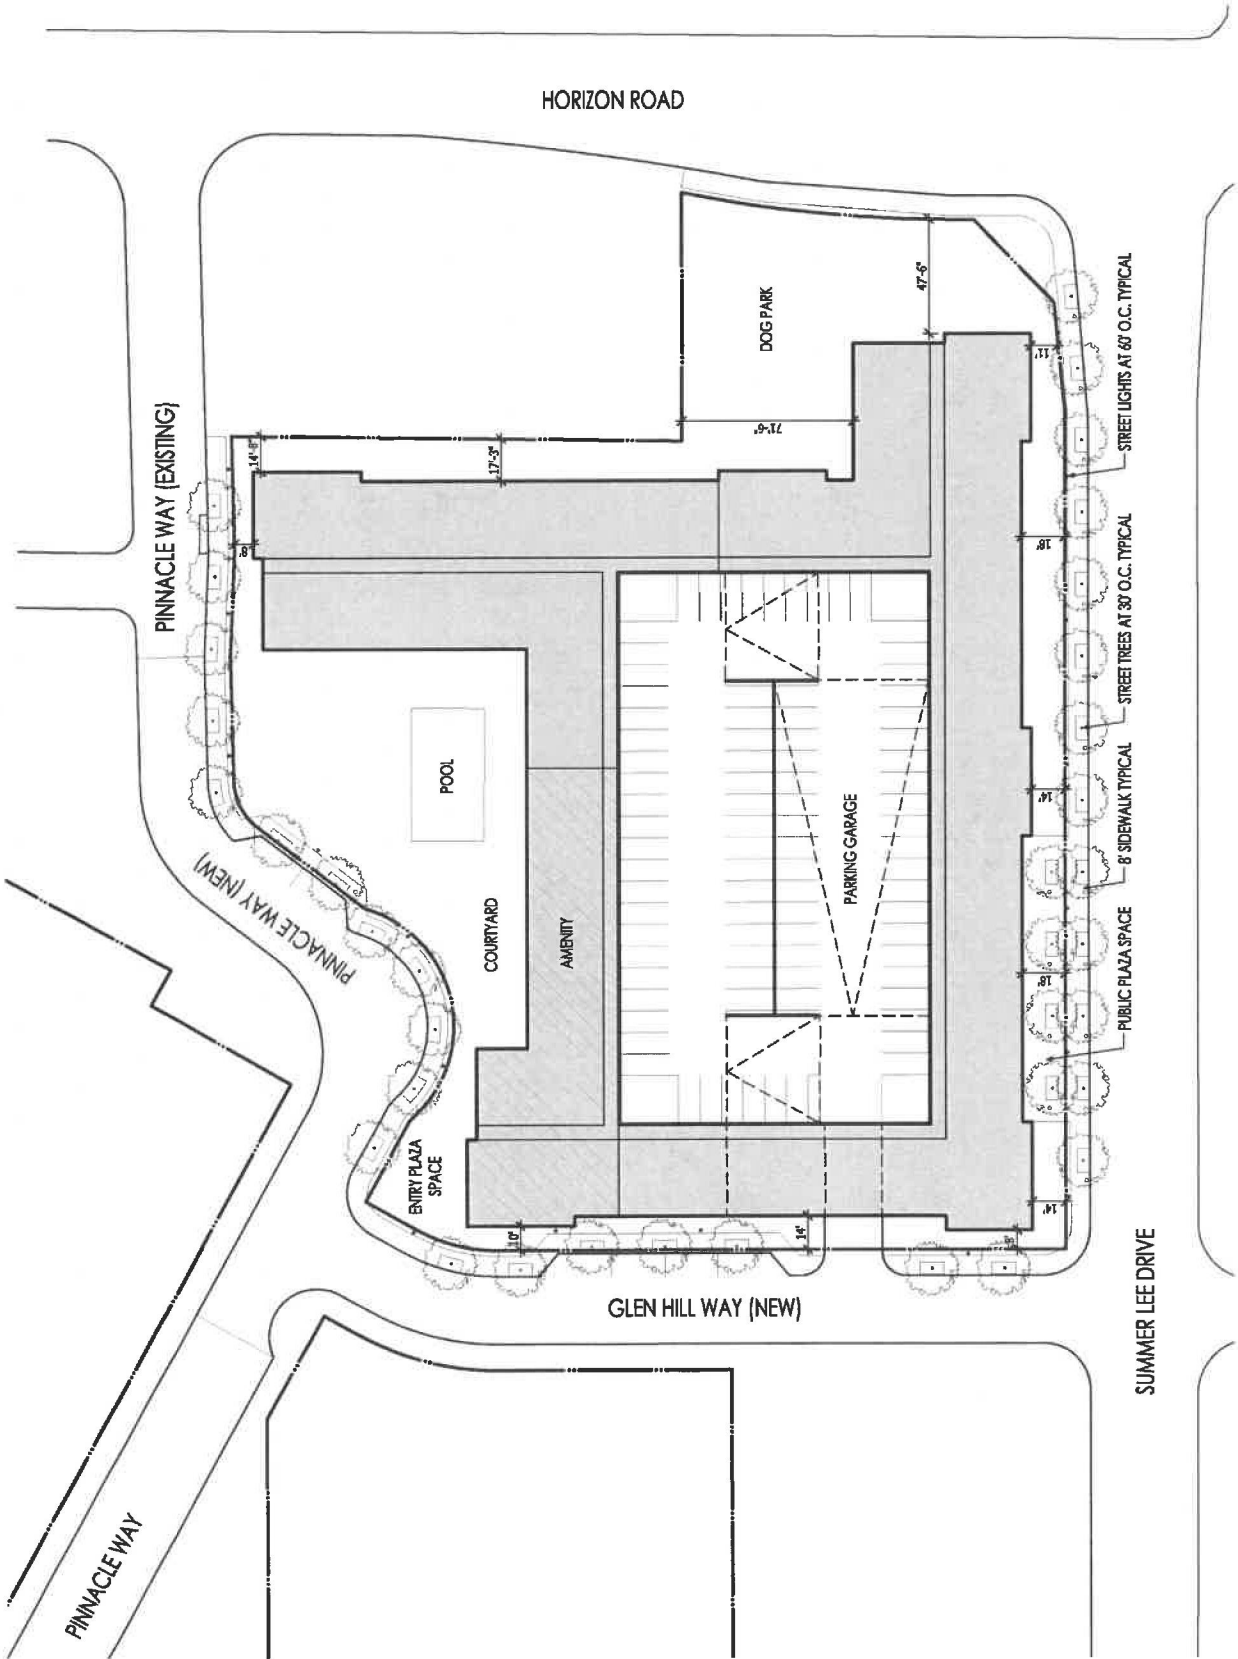 HORIZON ROAD
PINNACLE WAY (EXISTING)
DOG PARK
47'-6"
71'-6"
14'-8"
17'-3"
8'
11'
STREET LIGHTS AT 60' O.C. TYPICAL
18'
STREET TREES AT 30' O.C. TYPICAL
POOL
14'
8' SIDEWALK TYPICAL
PARKING GARAGE
PINNACLE WAY (NEW)
COURTYARD
AMENITY
18'
PUBLIC PLAZA SPACE
ENTRY PLAZA
SPACE
10'
14'
14'
8'
GLEN HILL WAY (NEW)
SUMMER LEE DRIVE
PINNACLE WAY